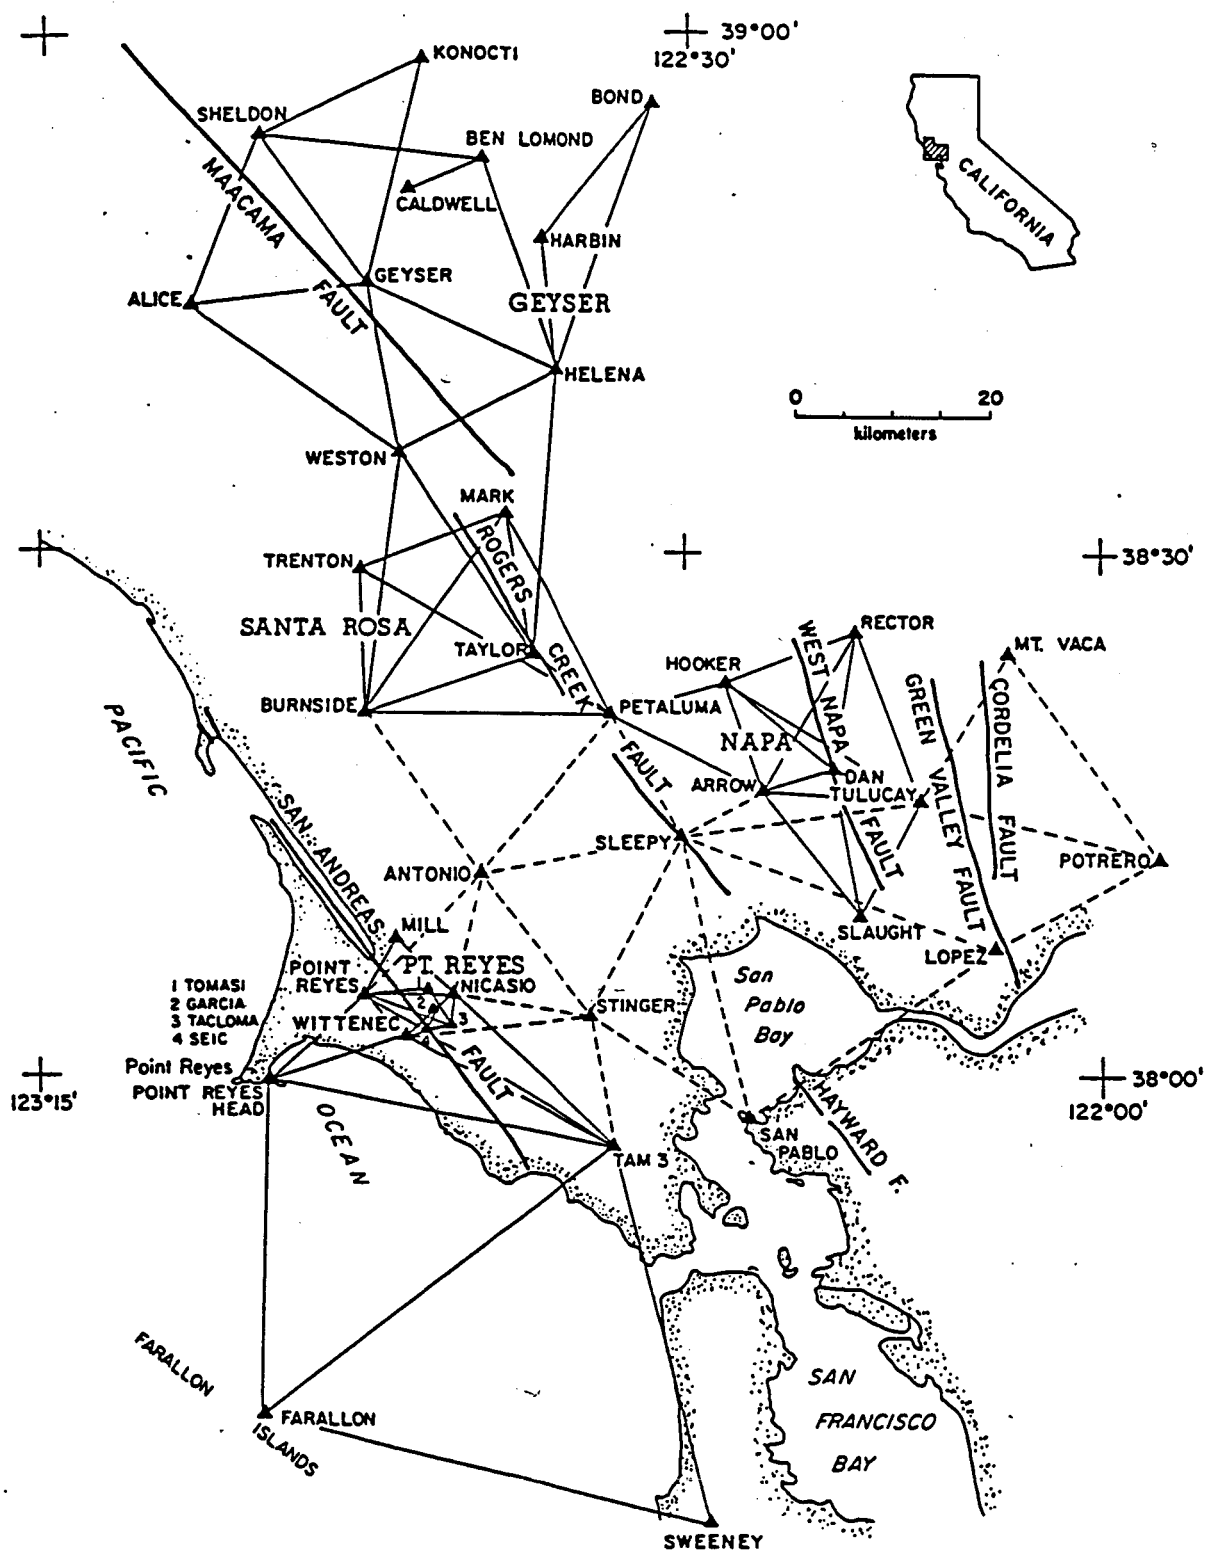 39°00'
122°30'
KONOCTI
BOND
SHELDON
BEN LOMOND
CALDWELL
MAACAMA
FAULT
HARBIN
GEYSER
GEYSER
ALICE
HELENA
CALIFORNIA
0 20
kilometers
WESTON
MARK
ROGERS
CREEK
FAULT
TRENTON
38°30'
SANTA ROSA
TAYLOR
RECTOR
MT. VACA
HOOKER
WEST NAPA
FAULT
GREEN VALLEY FAULT
CORDELIA FAULT
BURNSIDE
PETALUMA
NAPA
PACIFIC
OCEAN
ARROW
DAN
TULUCAY
SAN ANDREAS
FAULT
SLEEPY
POTRERO
ANTONIO
MILL
SLAUGHT
LOPEZ
POINT
REYES
PT. REYES
1 TOMASI
2 GARCIA
3 TACLOMA
4 SEIC
1
2
3
4
NICASIO
STINGER
San
Pablo
Bay
WITTENEC
Point Reyes
POINT REYES
HEAD
123°15'
38°00'
122°00'
HAYWARD F.
SAN
PABLO
TAM 3
FARALLON
ISLANDS
FARALLON
SAN
FRANCISCO
BAY
SWEENEY